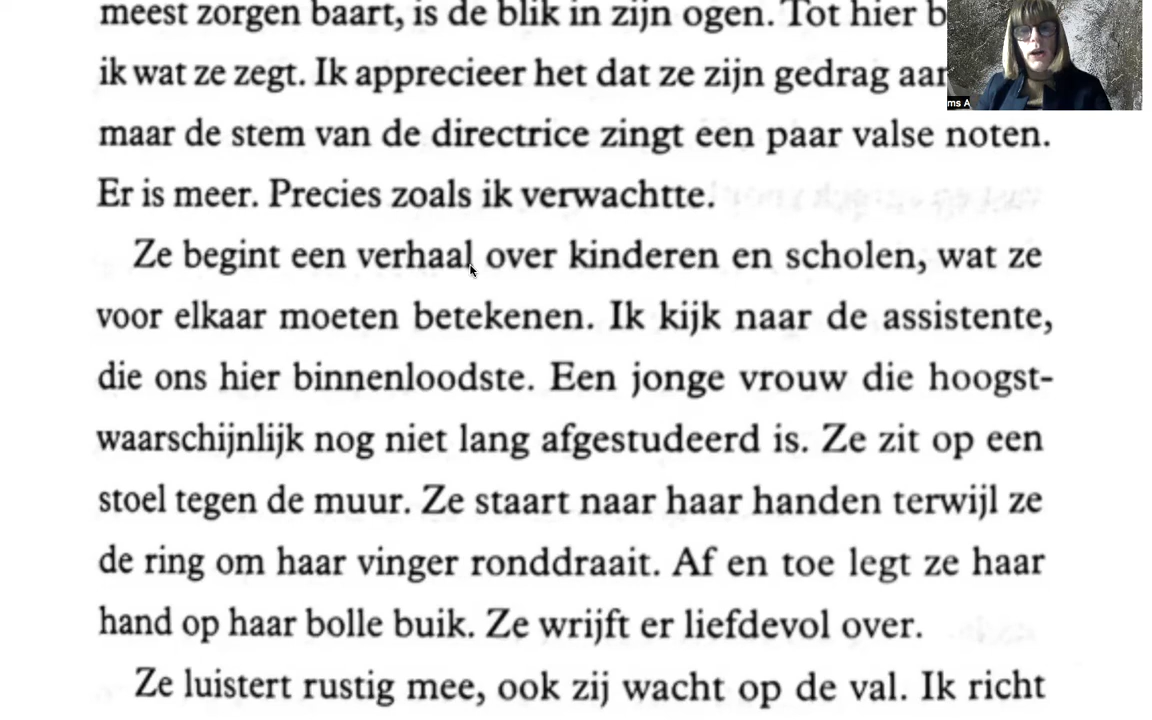 meest zorgen baart, is de blik in zijn ogen. Tot hier
ik wat ze zegt. Ik apprecieer het dat ze zijn gedrag
maar de stem van de directrice zingt een paar valse noten.
Er is meer. Precies zoals ik verwachtte.
Ze begint een verhaal over kinderen en scholen, wat ze
voor elkaar moeten betekenen. Ik kijk naar de assistente,
die ons hier binnenloodste. Een jonge vrouw die hoogst-
waarschijnlijk nog niet lang afgestudeerd is. Ze zit op een
stoel tegen de muur. Ze staart naar haar handen terwijl ze
de ring om haar vinger ronddraait. Af en toe legt ze haar
hand op haar bolle buik. Ze wrijft er liefdevol over.
Ze luistert rustig mee, ook zij wacht op de val. Ik richt